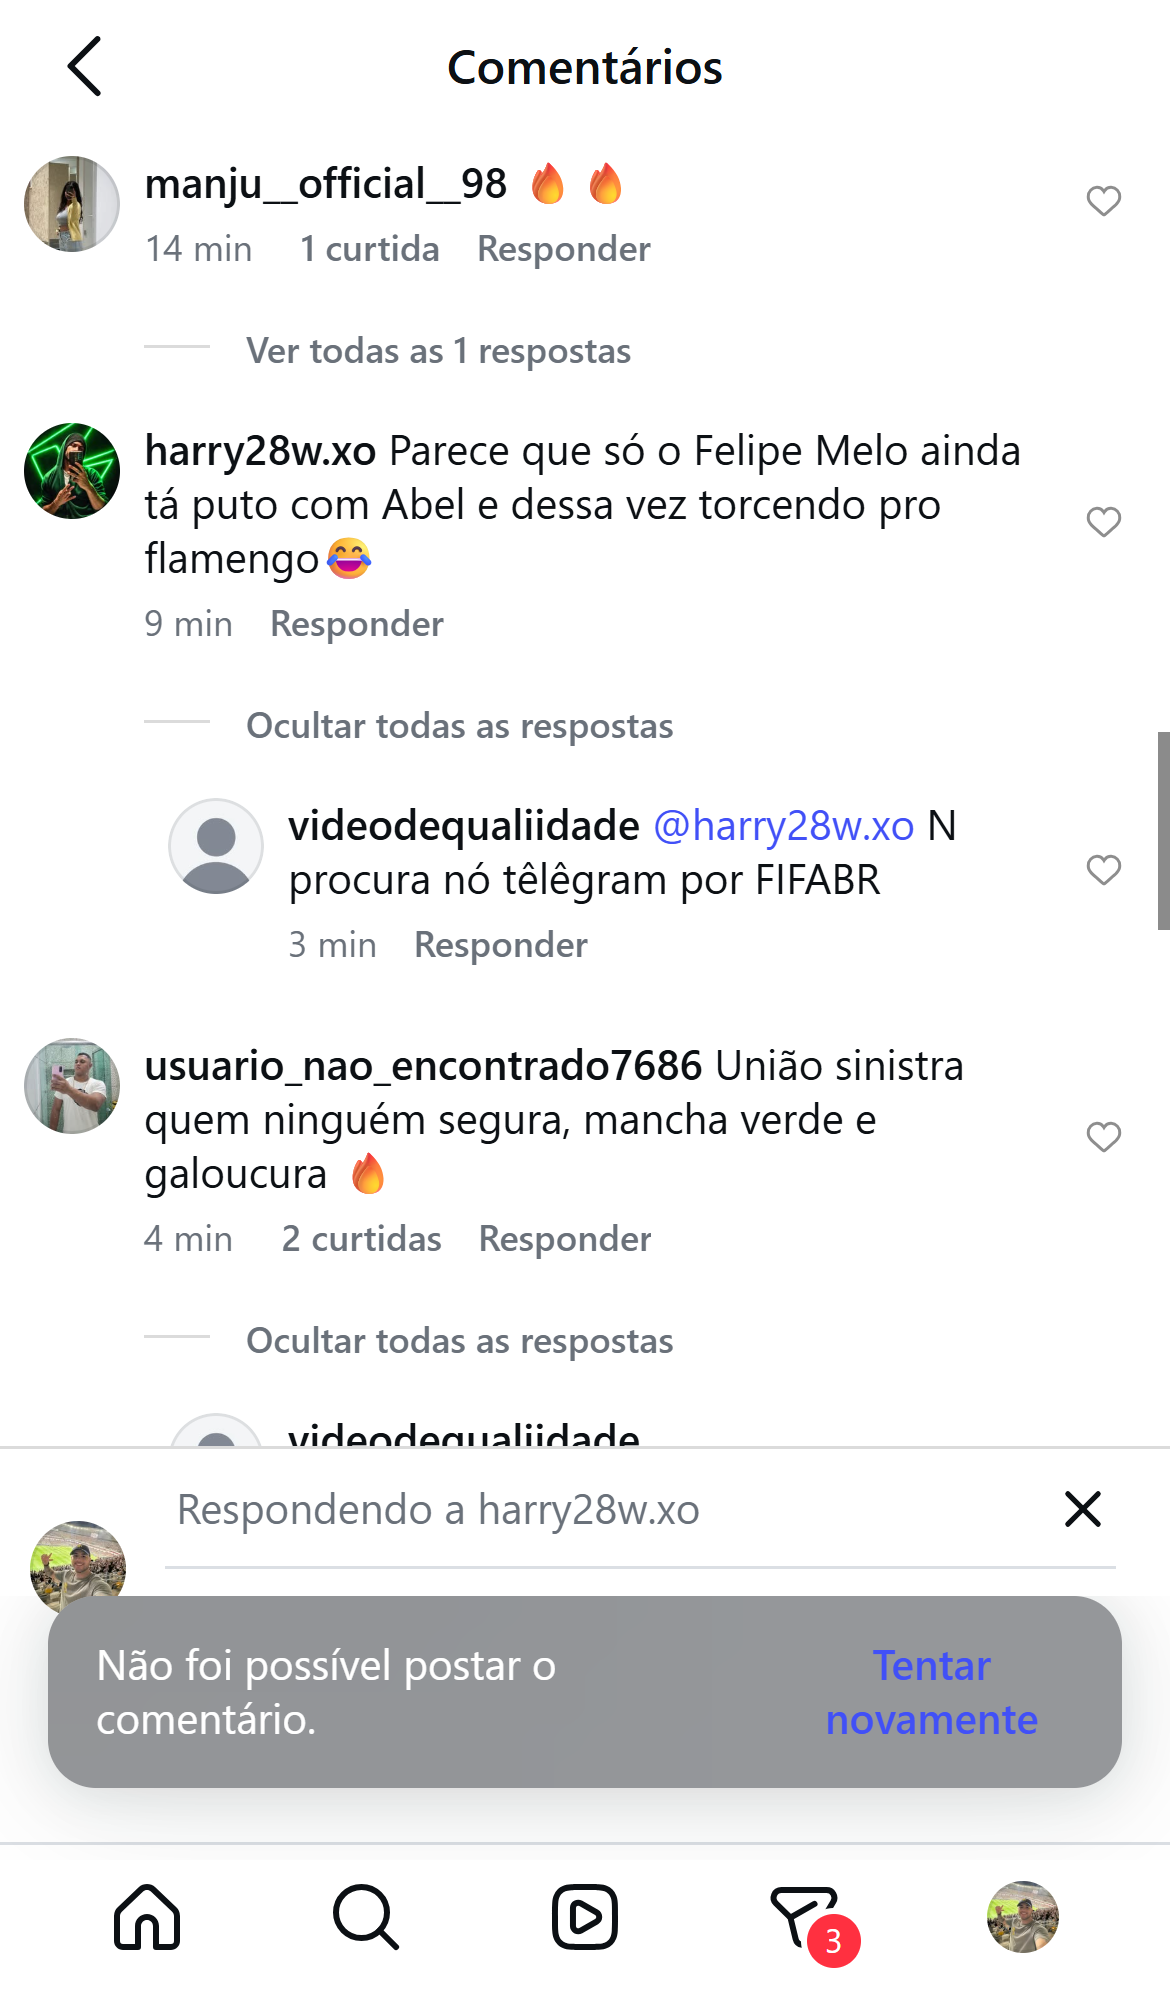 Comentários
manju__official__98 🔥 🔥
14 min 1 curtida Responder
Ver todas as 1 respostas
harry28w.xo Parece que só o Felipe Melo ainda
tá puto com Abel e dessa vez torcendo pro
flamengo😂
9 min Responder
Ocultar todas as respostas
videodequaliidade @harry28w.xo N
procura nó têlêgram por FIFABR
3 min Responder
usuario_nao_encontrado7686 União sinistra
quem ninguém segura, mancha verde e
galoucura 🔥
4 min 2 curtidas Responder
Ocultar todas as respostas
videodequaliidade
Respondendo a harry28w.xo
Não foi possível postar o
comentário.
Tentar
novamente
3